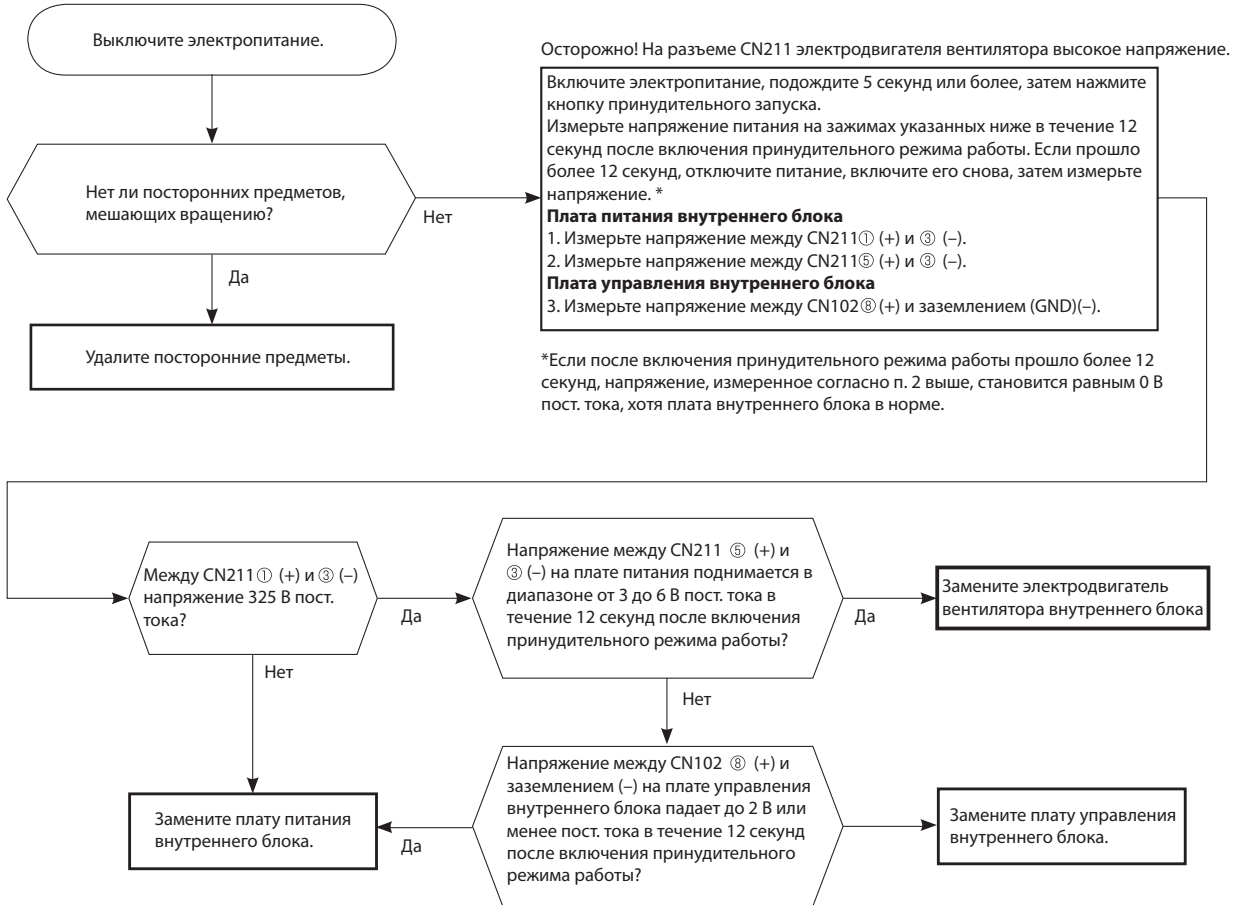 Выключите электропитание.
Нет ли посторонних предметов,
мешающих вращению?
Нет
Да
Удалите посторонние предметы.
Осторожно! На разъеме CN211 электродвигателя вентилятора высокое напряжение.
Включите электропитание, подождите 5 секунд или более, затем нажмите
кнопку принудительного запуска.
Измерьте напряжение питания на зажимах указанных ниже в течение 12
секунд после включения принудительного режима работы. Если прошло
более 12 секунд, отключите питание, включите его снова, затем измерьте
напряжение. *
Плата питания внутреннего блока
1. Измерьте напряжение между CN211① (+) и ③ (–).
2. Измерьте напряжение между CN211⑤ (+) и ③ (–).
Плата управления внутреннего блока
3. Измерьте напряжение между CN102⑧ (+) и заземлением (GND)(–).
*Если после включения принудительного режима работы прошло более 12
секунд, напряжение, измеренное согласно п. 2 выше, становится равным 0 В
пост. тока, хотя плата внутреннего блока в норме.
Между CN211① (+) и ③ (–)
напряжение 325 В пост.
тока?
Да
Нет
Напряжение между CN211 ⑤ (+) и
③ (–) на плате питания поднимается в
диапазоне от 3 до 6 В пост. тока в
течение 12 секунд после включения
принудительного режима работы?
Да
Нет
Замените электродвигатель
вентилятора внутреннего блока
Замените плату питания
внутреннего блока.
Да
Напряжение между CN102 ⑧ (+) и
заземлением (–) на плате управления
внутреннего блока падает до 2 В или
менее пост. тока в течение 12 секунд
после включения принудительного
режима работы?
Замените плату управления
внутреннего блока.